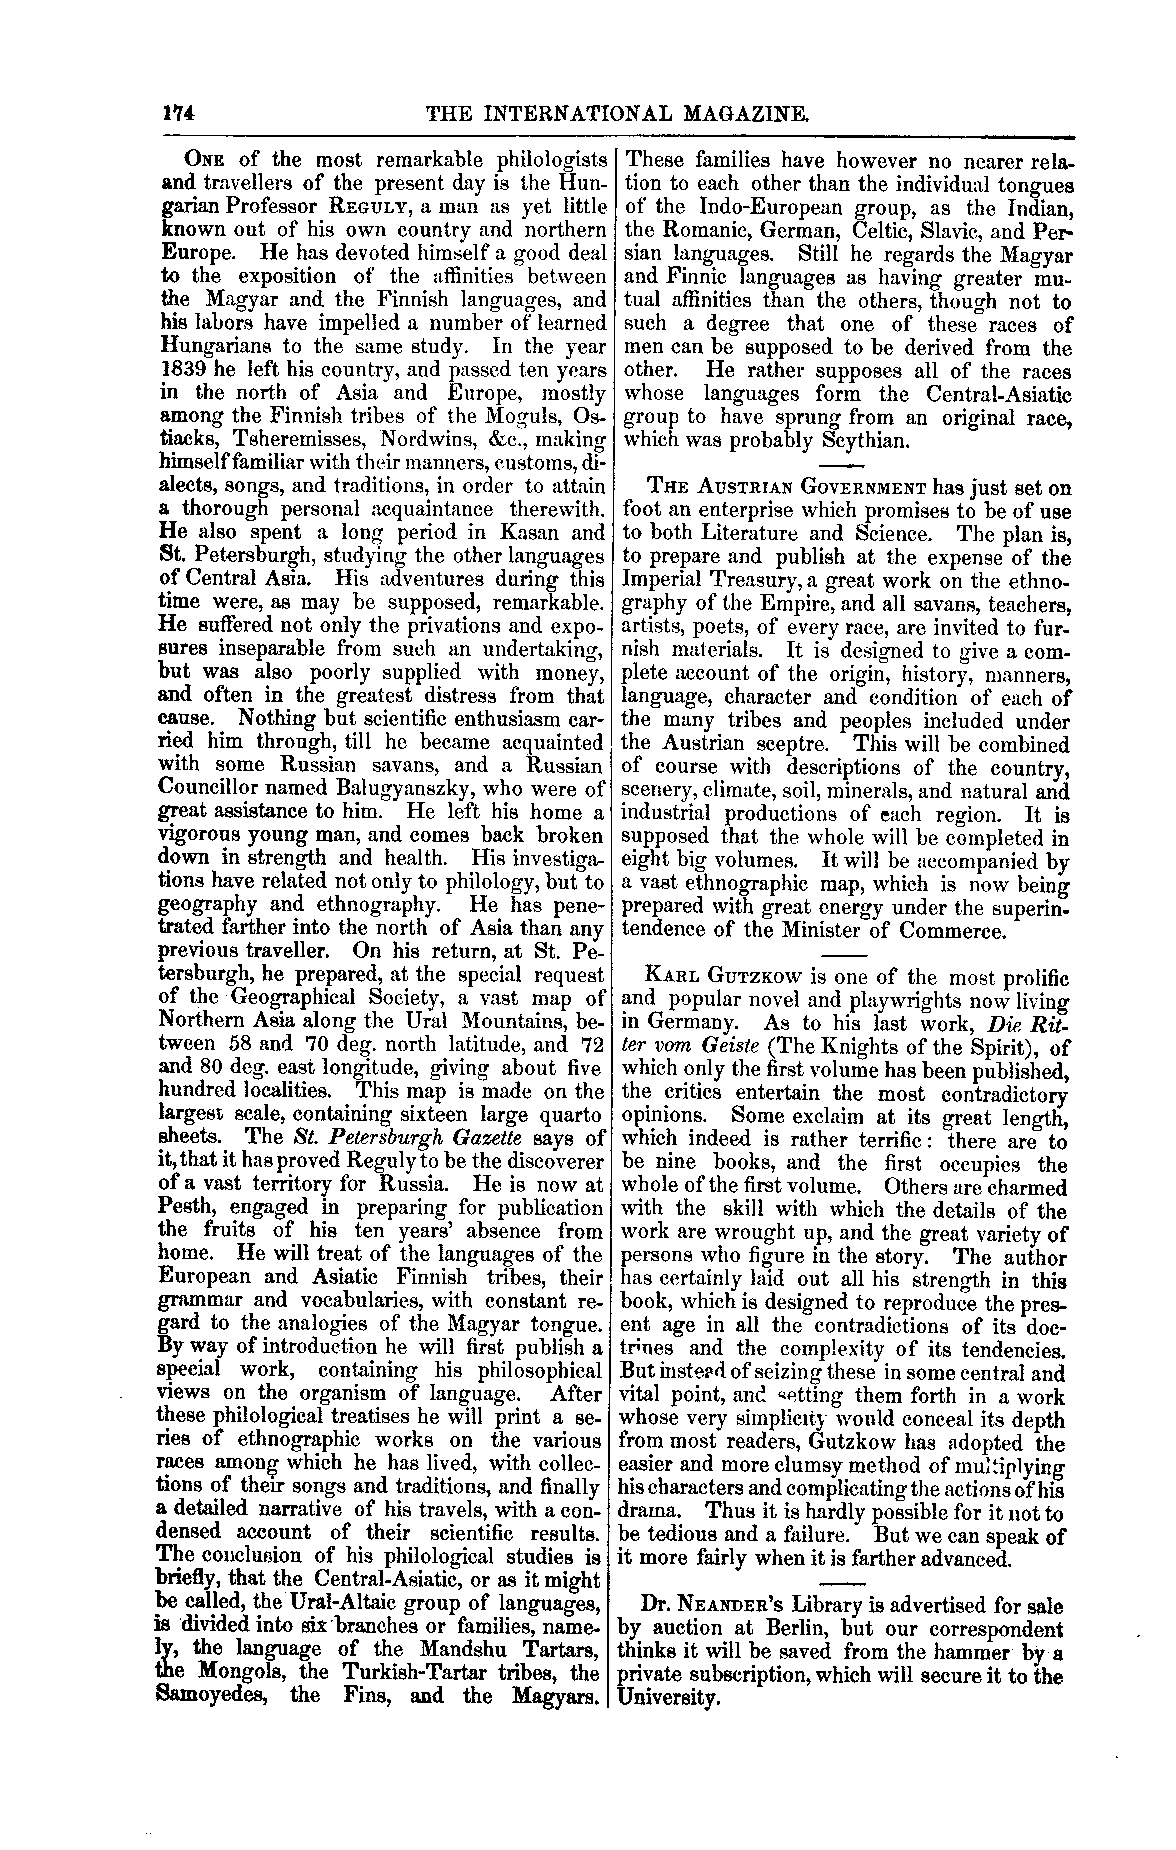 174 THE INTERNATIONAL MAGAZINE.
ONE of the most remarkable philologists
and travellers of the present day is the Hun-
garian Professor REGULY, a man as yet little
known out of his own country and northern
Europe. He has devoted himself a good deal
to the exposition of the affinities between
the Magyar and the Finnish languages, and
his labors have impelled a number of learned
Hungarians to the same study. In the year
1839 he left his country, and passed ten years
in the north of Asia and Europe, mostly
among the Finnish tribes of the Moguls, Os-
tiacks, Tsheremisses, Nordwins, &c., making
himself familiar with their manners, customs, di-
alects, songs, and traditions, in order to attain
a thorough personal acquaintance therewith.
He also spent a long period in Kasan and
St. Petersburgh, studying the other languages
of Central Asia. His adventures during this
time were, as may be supposed, remarkable.
He suffered not only the privations and expo-
sures inseparable from such an undertaking,
but was also poorly supplied with money,
and often in the greatest distress from that
cause. Nothing but scientific enthusiasm car-
ried him through, till he became acquainted
with some Russian savans, and a Russian
Councillor named Balugyanszky, who were of
great assistance to him. He left his home a
vigorous young man, and comes back broken
down in strength and health. His investiga-
tions have related not only to philology, but to
geography and ethnography. He has pene-
trated farther into the north of Asia than any
previous traveller. On his return, at St. Pe-
tersburgh, he prepared, at the special request
of the Geographical Society, a vast map of
Northern Asia along the Ural Mountains, be-
tween 58 and 70 deg. north latitude, and 72
and 80 deg. east longitude, giving about five
hundred localities. This map is made on the
largest scale, containing sixteen large quarto
sheets. The St. Petersburgh Gazette says of
it, that it has proved Reguly to be the discoverer
of a vast territory for Russia. He is now at
Pesth, engaged in preparing for publication
the fruits of his ten years' absence from
home. He will treat of the languages of the
European and Asiatic Finnish tribes, their
grammar and vocabularies, with constant re-
gard to the analogies of the Magyar tongue.
By way of introduction he will first publish a
special work, containing his philosophical
views on the organism of language. After
these philological treatises he will print a se-
ries of ethnographic works on the various
races among which he has lived, with collec-
tions of their songs and traditions, and finally
a detailed narrative of his travels, with a con-
densed account of their scientific results.
The conclusion of his philological studies is
briefly, that the Central-Asiatic, or as it might
be called, the Ural-Altaic group of languages,
is divided into six branches or families, name-
ly, the language of the Mandshu Tartars,
the Mongols, the Turkish-Tartar tribes, the
Samoyedes, the Fins, and the Magyars.
These families have however no nearer rela-
tion to each other than the individual tongues
of the Indo-European group, as the Indian,
the Romanic, German, Celtic, Slavic, and Per-
sian languages. Still he regards the Magyar
and Finnic languages as having greater mu-
tual affinities than the others, though not to
such a degree that one of these races of
men can be supposed to be derived from the
other. He rather supposes all of the races
whose languages form the Central-Asiatic
group to have sprung from an original race,
which was probably Scythian.
THE AUSTRIAN GOVERNMENT has just set on
foot an enterprise which promises to be of use
to both Literature and Science. The plan is,
to prepare and publish at the expense of the
Imperial Treasury, a great work on the ethno-
graphy of the Empire, and all savans, teachers,
artists, poets, of every race, are invited to fur-
nish materials. It is designed to give a com-
plete account of the origin, history, manners,
language, character and condition of each of
the many tribes and peoples included under
the Austrian sceptre. This will be combined
of course with descriptions of the country,
scenery, climate, soil, minerals, and natural and
industrial productions of each region. It is
supposed that the whole will be completed in
eight big volumes. It will be accompanied by
a vast ethnographic map, which is now being
prepared with great energy under the superin-
tendence of the Minister of Commerce.
KARL GUTZKOW is one of the most prolific
and popular novel and playwrights now living
in Germany. As to his last work, Die Rit-
ter vom Geiste (The Knights of the Spirit), of
which only the first volume has been published,
the critics entertain the most contradictory
opinions. Some exclaim at its great length,
which indeed is rather terrific: there are to
be nine books, and the first occupies the
whole of the first volume. Others are charmed
with the skill with which the details of the
work are wrought up, and the great variety of
persons who figure in the story. The author
has certainly laid out all his strength in this
book, which is designed to reproduce the pres-
ent age in all the contradictions of its doc-
trines and the complexity of its tendencies.
But instead of seizing these in some central and
vital point, and setting them forth in a work
whose very simplicity would conceal its depth
from most readers, Gutzkow has adopted the
easier and more clumsy method of multiplying
his characters and complicating the actions of his
drama. Thus it is hardly possible for it not to
be tedious and a failure. But we can speak of
it more fairly when it is farther advanced.
Dr. NEANDER's Library is advertised for sale
by auction at Berlin, but our correspondent
thinks it will be saved from the hammer by a
private subscription, which will secure it to the
University.